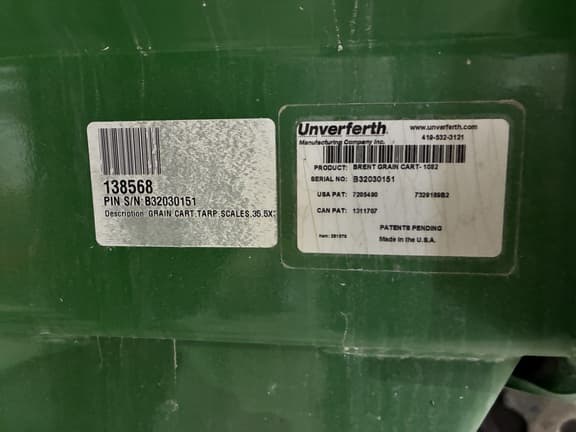 138568
PIN S/N B32030151
Description: GRAIN CART TARP SCALES 35.5X
Unverferth
www.unverferth.com
Manufacturing Company Inc.
419-532-3121
PRODUCT: BRENT GRAIN CART- 1082
SERIAL NO: B32030151
USA PAT: 7295490 7329189B2
CAN PAT: 1311707
PATENTS PENDING
Made in the U.S.A.